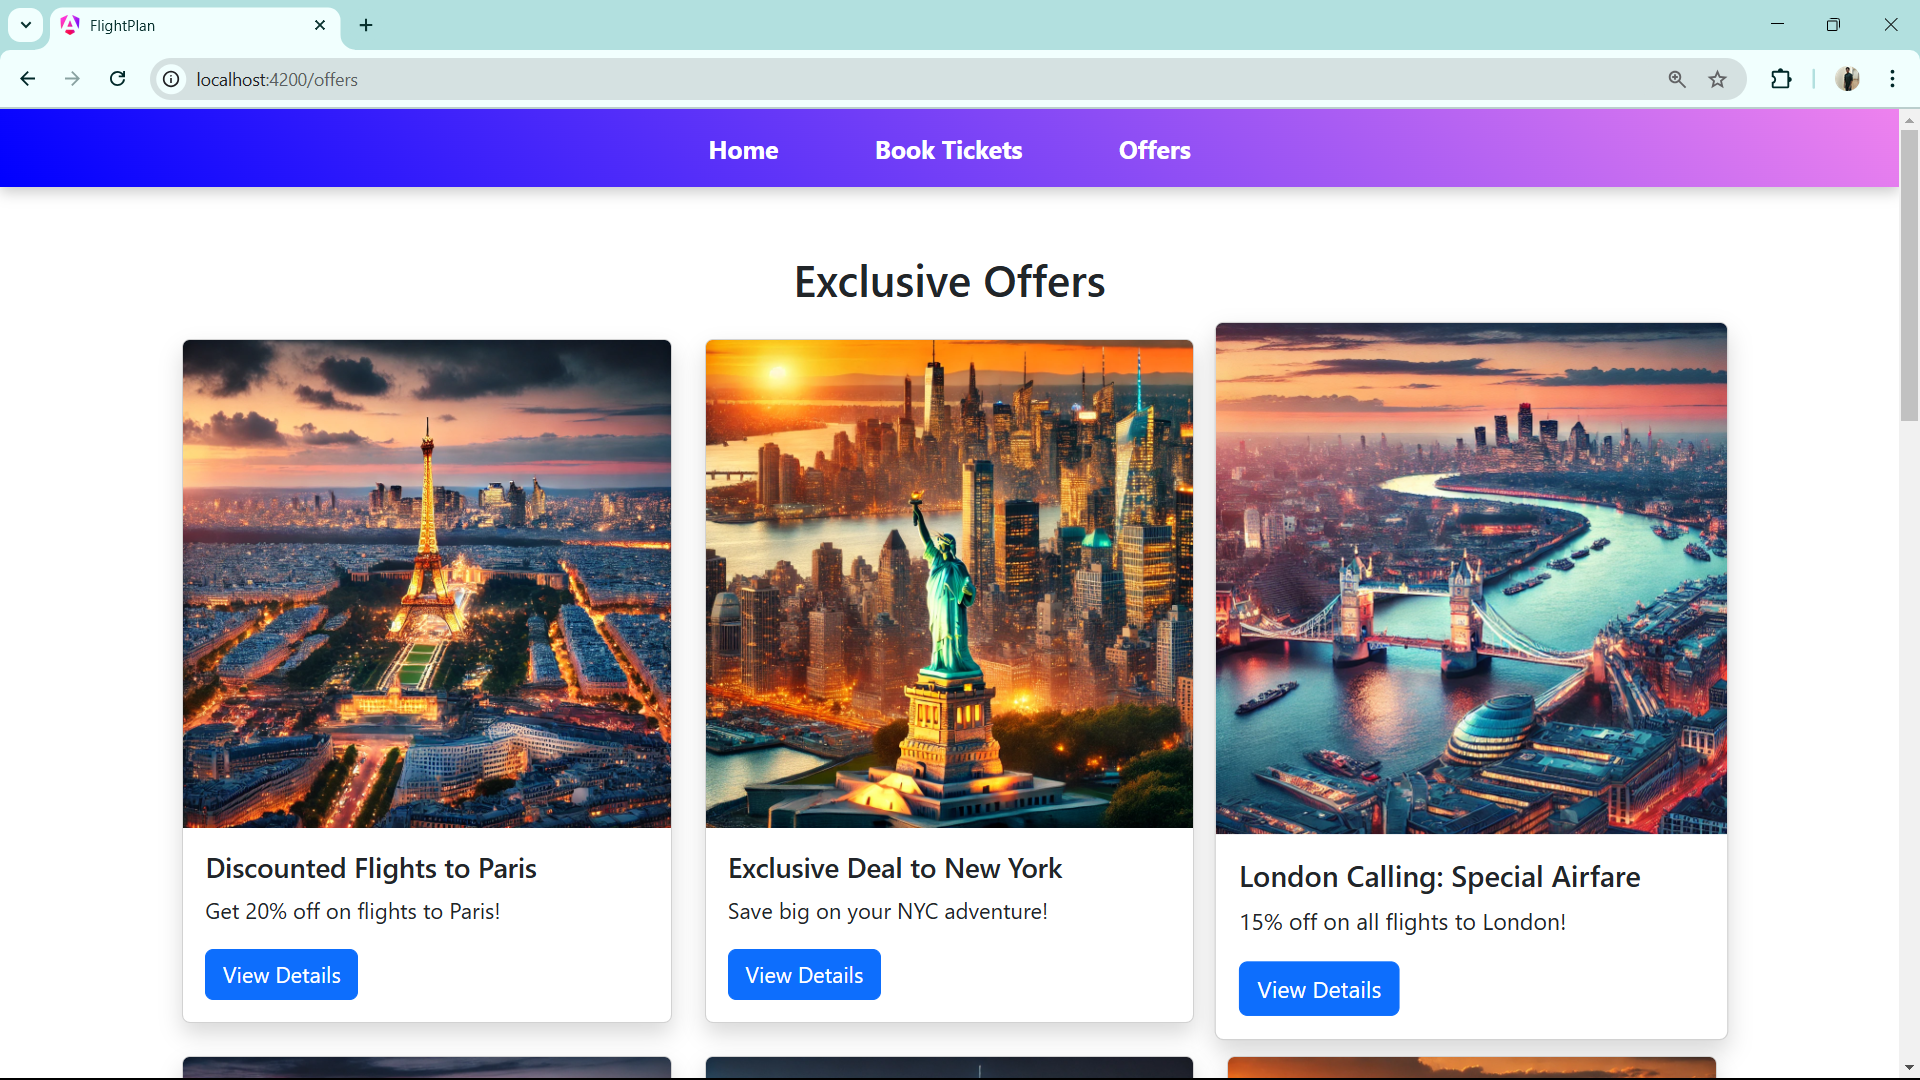 FlightPlan
localhost:4200/offers
Home Book Tickets Offers
Exclusive Offers
Discounted Flights to Paris
Get 20% off on flights to Paris!
View Details
Exclusive Deal to New York
Save big on your NYC adventure!
View Details
London Calling: Special Airfare
15% off on all flights to London!
View Details